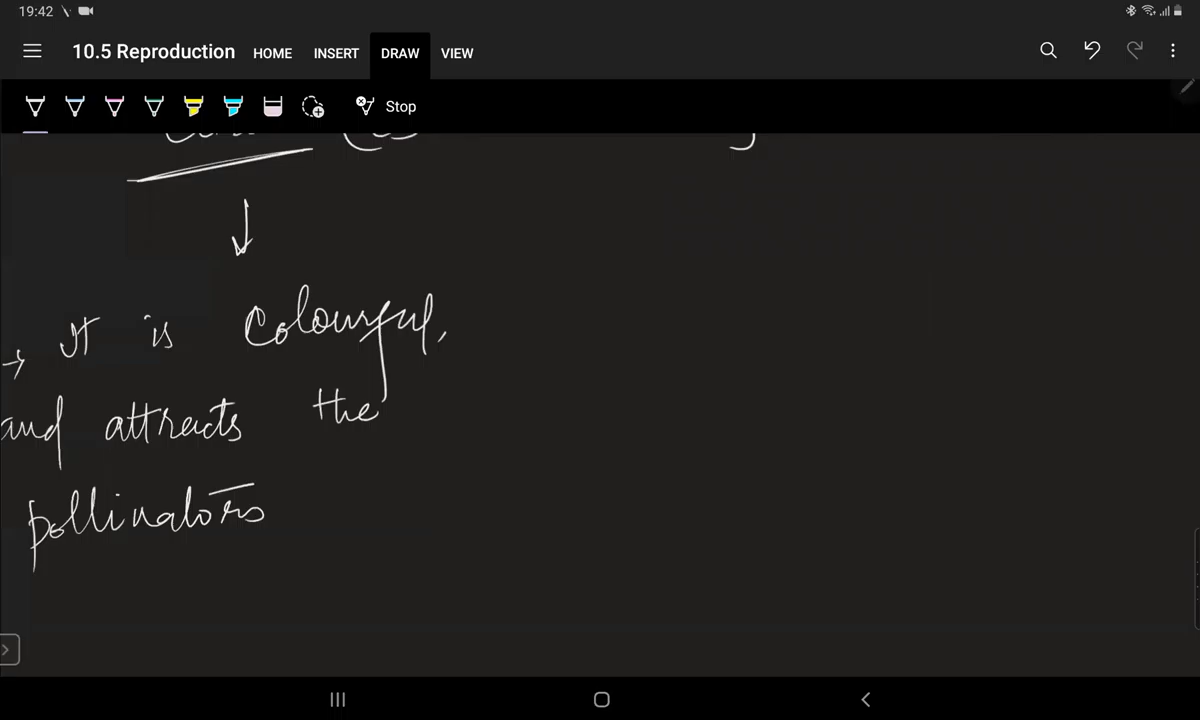 19:42
10.5 Reproduction HOME INSERT DRAW VIEW
Stop
→ It is Colourful,
and attracts the
pollinators